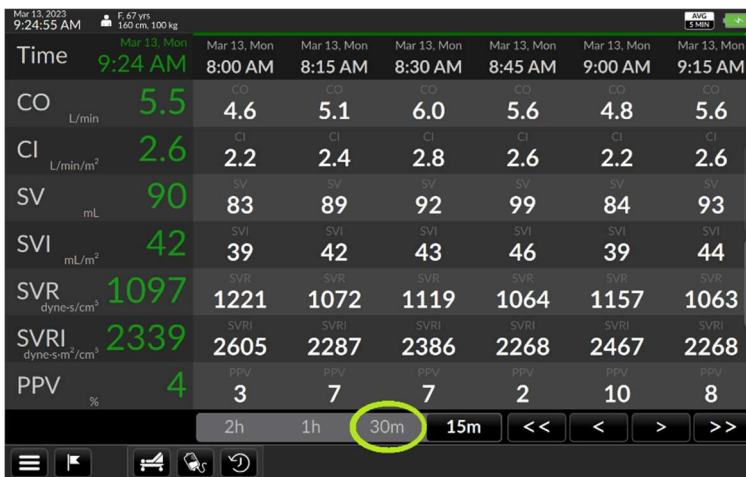 Mar 13, 2023
9:24:55 AM
F, 67 yrs
160 cm, 100 kg
AVG
5 MIN
Time
Mar 13, Mon
9:24 AM
Mar 13, Mon Mar 13, Mon Mar 13, Mon Mar 13, Mon Mar 13, Mon Mar 13, Mon
8:00 AM 8:15 AM 8:30 AM 8:45 AM 9:00 AM 9:15 AM
CO L/min 5.5
CO CO CO CO CO CO
4.6 5.1 6.0 5.6 4.8 5.6
CI L/min/m² 2.6
CI CI CI CI CI CI
2.2 2.4 2.8 2.6 2.2 2.6
SV mL 90
SV SV SV SV SV SV
83 89 92 99 84 93
SVI mL/m² 42
SVI SVI SVI SVI SVI SVI
39 42 43 46 39 44
SVR dyne·s/cm⁵ 1097
SVR SVR SVR SVR SVR SVR
1221 1072 1119 1064 1157 1063
SVRI dyne·s·m²/cm⁵ 2339
SVRI SVRI SVRI SVRI SVRI SVRI
2605 2287 2386 2268 2467 2268
PPV % 4
PPV PPV PPV PPV PPV PPV
3 7 7 2 10 8
2h 1h 30m 15m << < > >>